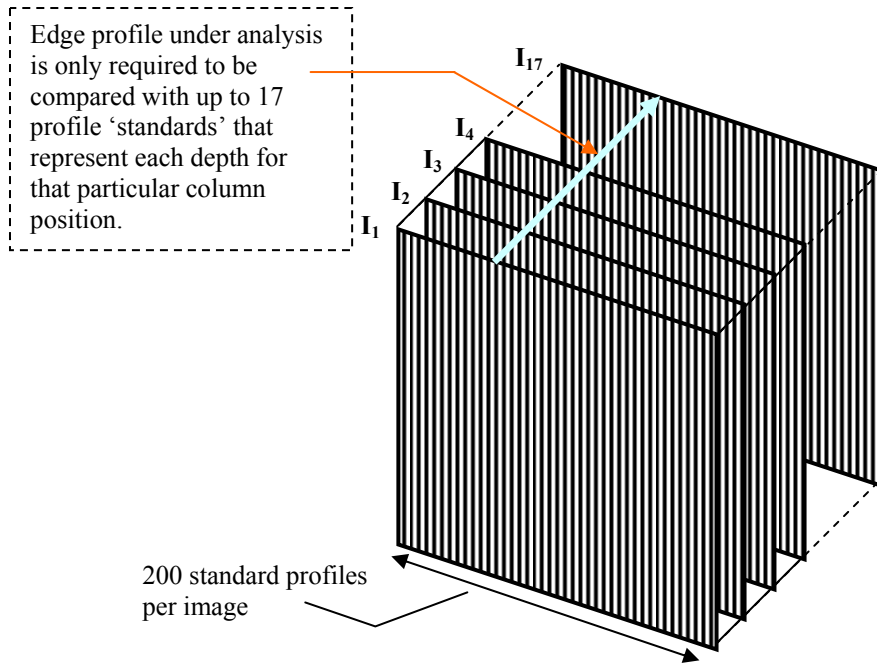 Edge profile under analysis
is only required to be
compared with up to 17
profile ‘standards’ that
represent each depth for
that particular column
position.
I₁₇
I₄
I₃
I₂
I₁
200 standard profiles
per image